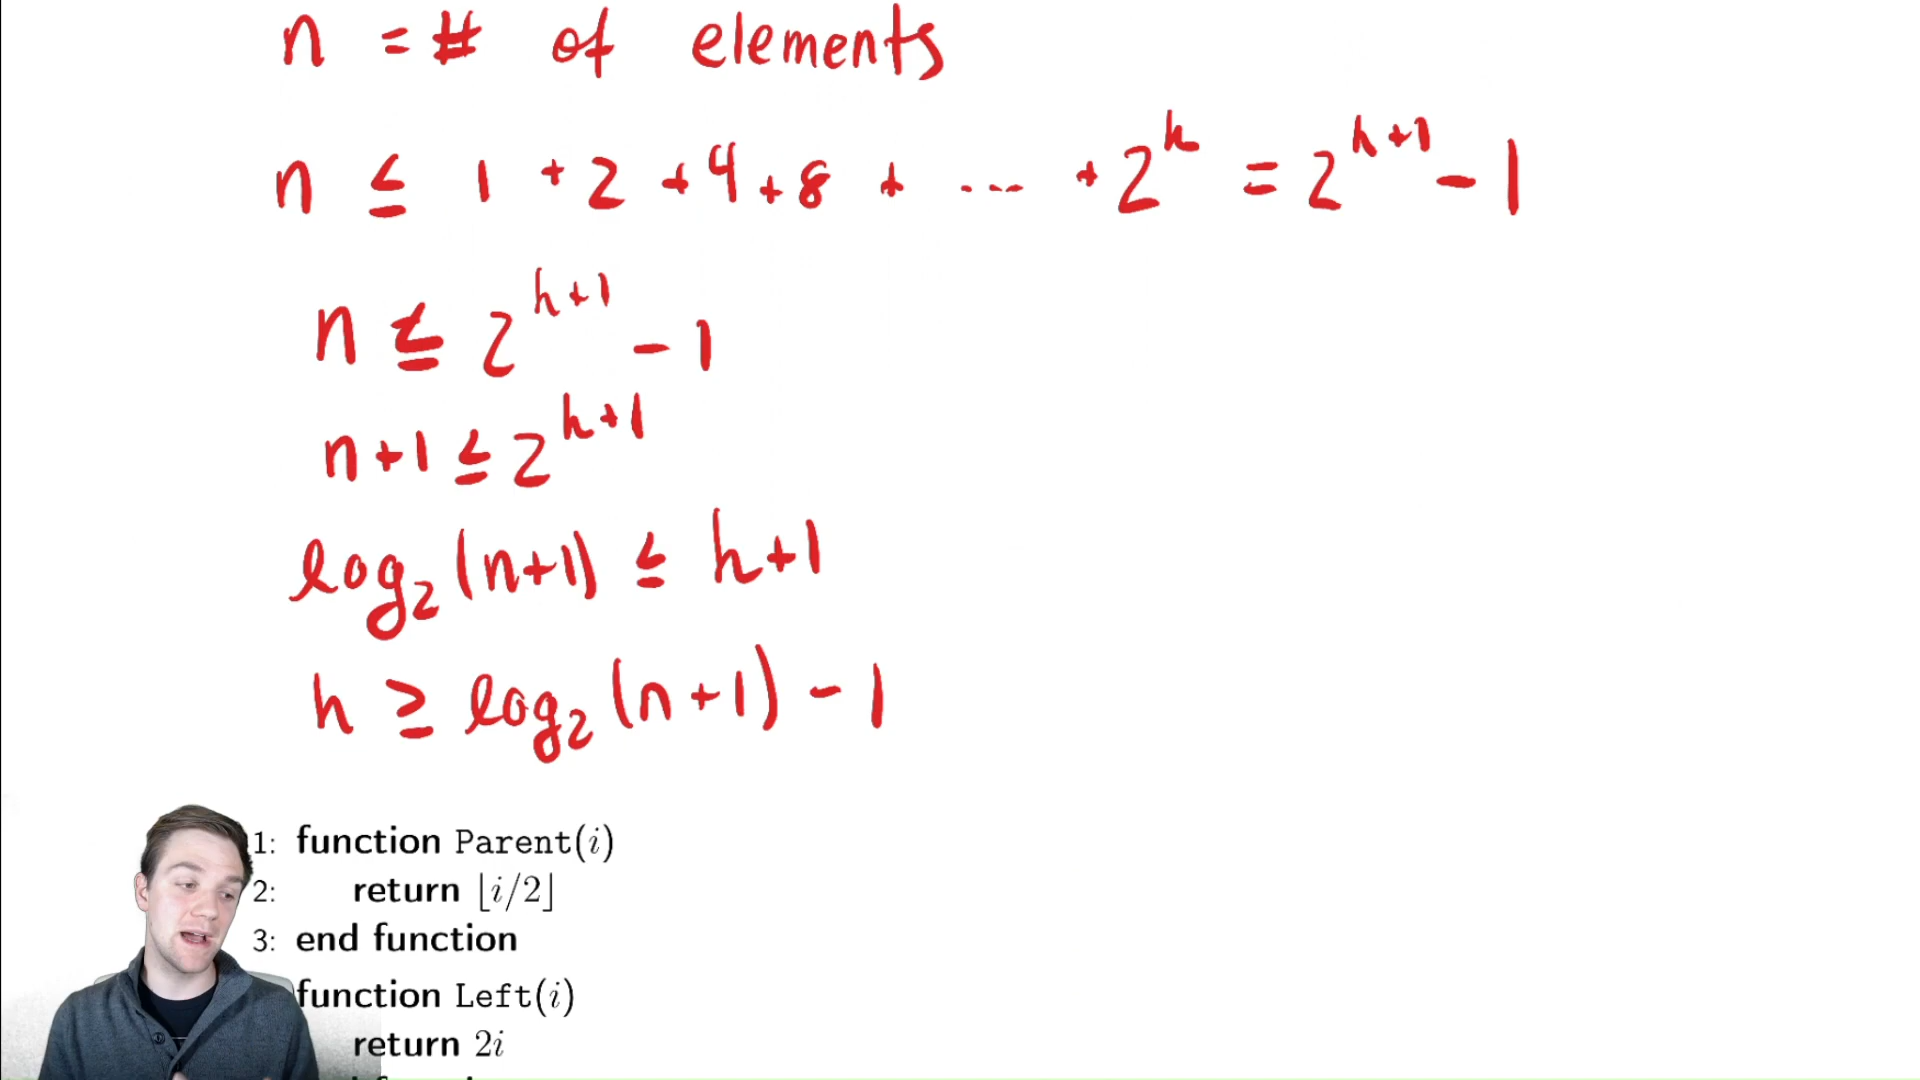 n = # of elements
n ≤ 1 + 2 + 4 + 8 + ... + 2^h = 2^{h+1} - 1
n ≤ 2^{h+1} - 1
n+1 ≤ 2^{h+1}
log₂(n+1) ≤ h+1
h ≥ log₂(n+1) - 1
1: function Parent(i)
2: return ⌊i/2⌋
3: end function
function Left(i)
return 2i